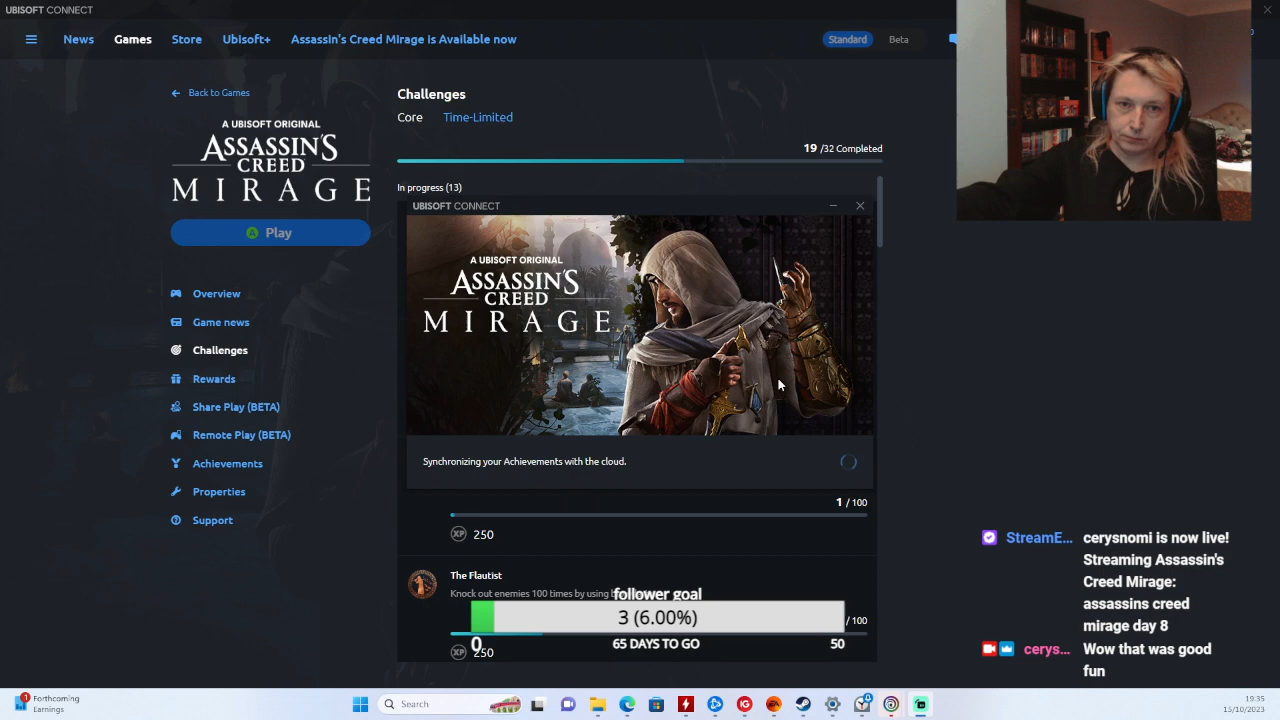 UBISOFT CONNECT
News
Games
Store
Ubisoft+
Assassin's Creed Mirage is Available now
Standard
Beta
Back to Games
A UBISOFT ORIGINAL
ASSASSIN'S
CREED
MIRAGE
Play
Overview
Game news
Challenges
Rewards
Share Play (BETA)
Remote Play (BETA)
Achievements
Properties
Support
Challenges
Core
Time-Limited
19 /32 Completed
In progress (13)
UBISOFT CONNECT
A UBISOFT ORIGINAL
ASSASSIN'S
CREED
MIRAGE
Synchronizing your Achievements with the cloud.
1 / 100
XP 250
The Flautist
Knock out enemies 100 times by using
follower goal
3 (6.00%)
/ 100
0
65 DAYS TO GO
50
XP 250
StreamE... cerysnomi is now live!
Streaming Assassin's
Creed Mirage:
assassins creed
mirage day 8
cerys... Wow that was good
fun
1
Forthcoming
Earnings
Search
IG
4
19:35
15/10/2023